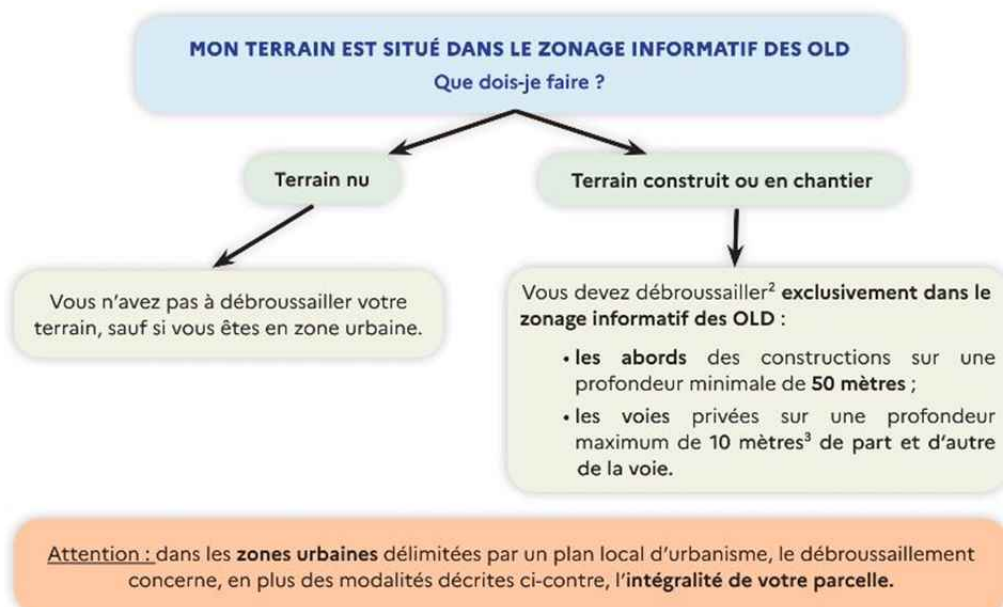 MON TERRAIN EST SITUÉ DANS LE ZONAGE INFORMATIF DES OLD
Que dois-je faire ?
Terrain nu
Terrain construit ou en chantier
Vous n'avez pas à débroussailler votre
terrain, sauf si vous êtes en zone urbaine.
Vous devez débroussailler² exclusivement dans le
zonage informatif des OLD :
• les abords des constructions sur une
profondeur minimale de 50 mètres ;
• les voies privées sur une profondeur
maximum de 10 mètres³ de part et d'autre
de la voie.
Attention : dans les zones urbaines délimitées par un plan local d'urbanisme, le débroussaillement
concerne, en plus des modalités décrites ci-contre, l'intégralité de votre parcelle.